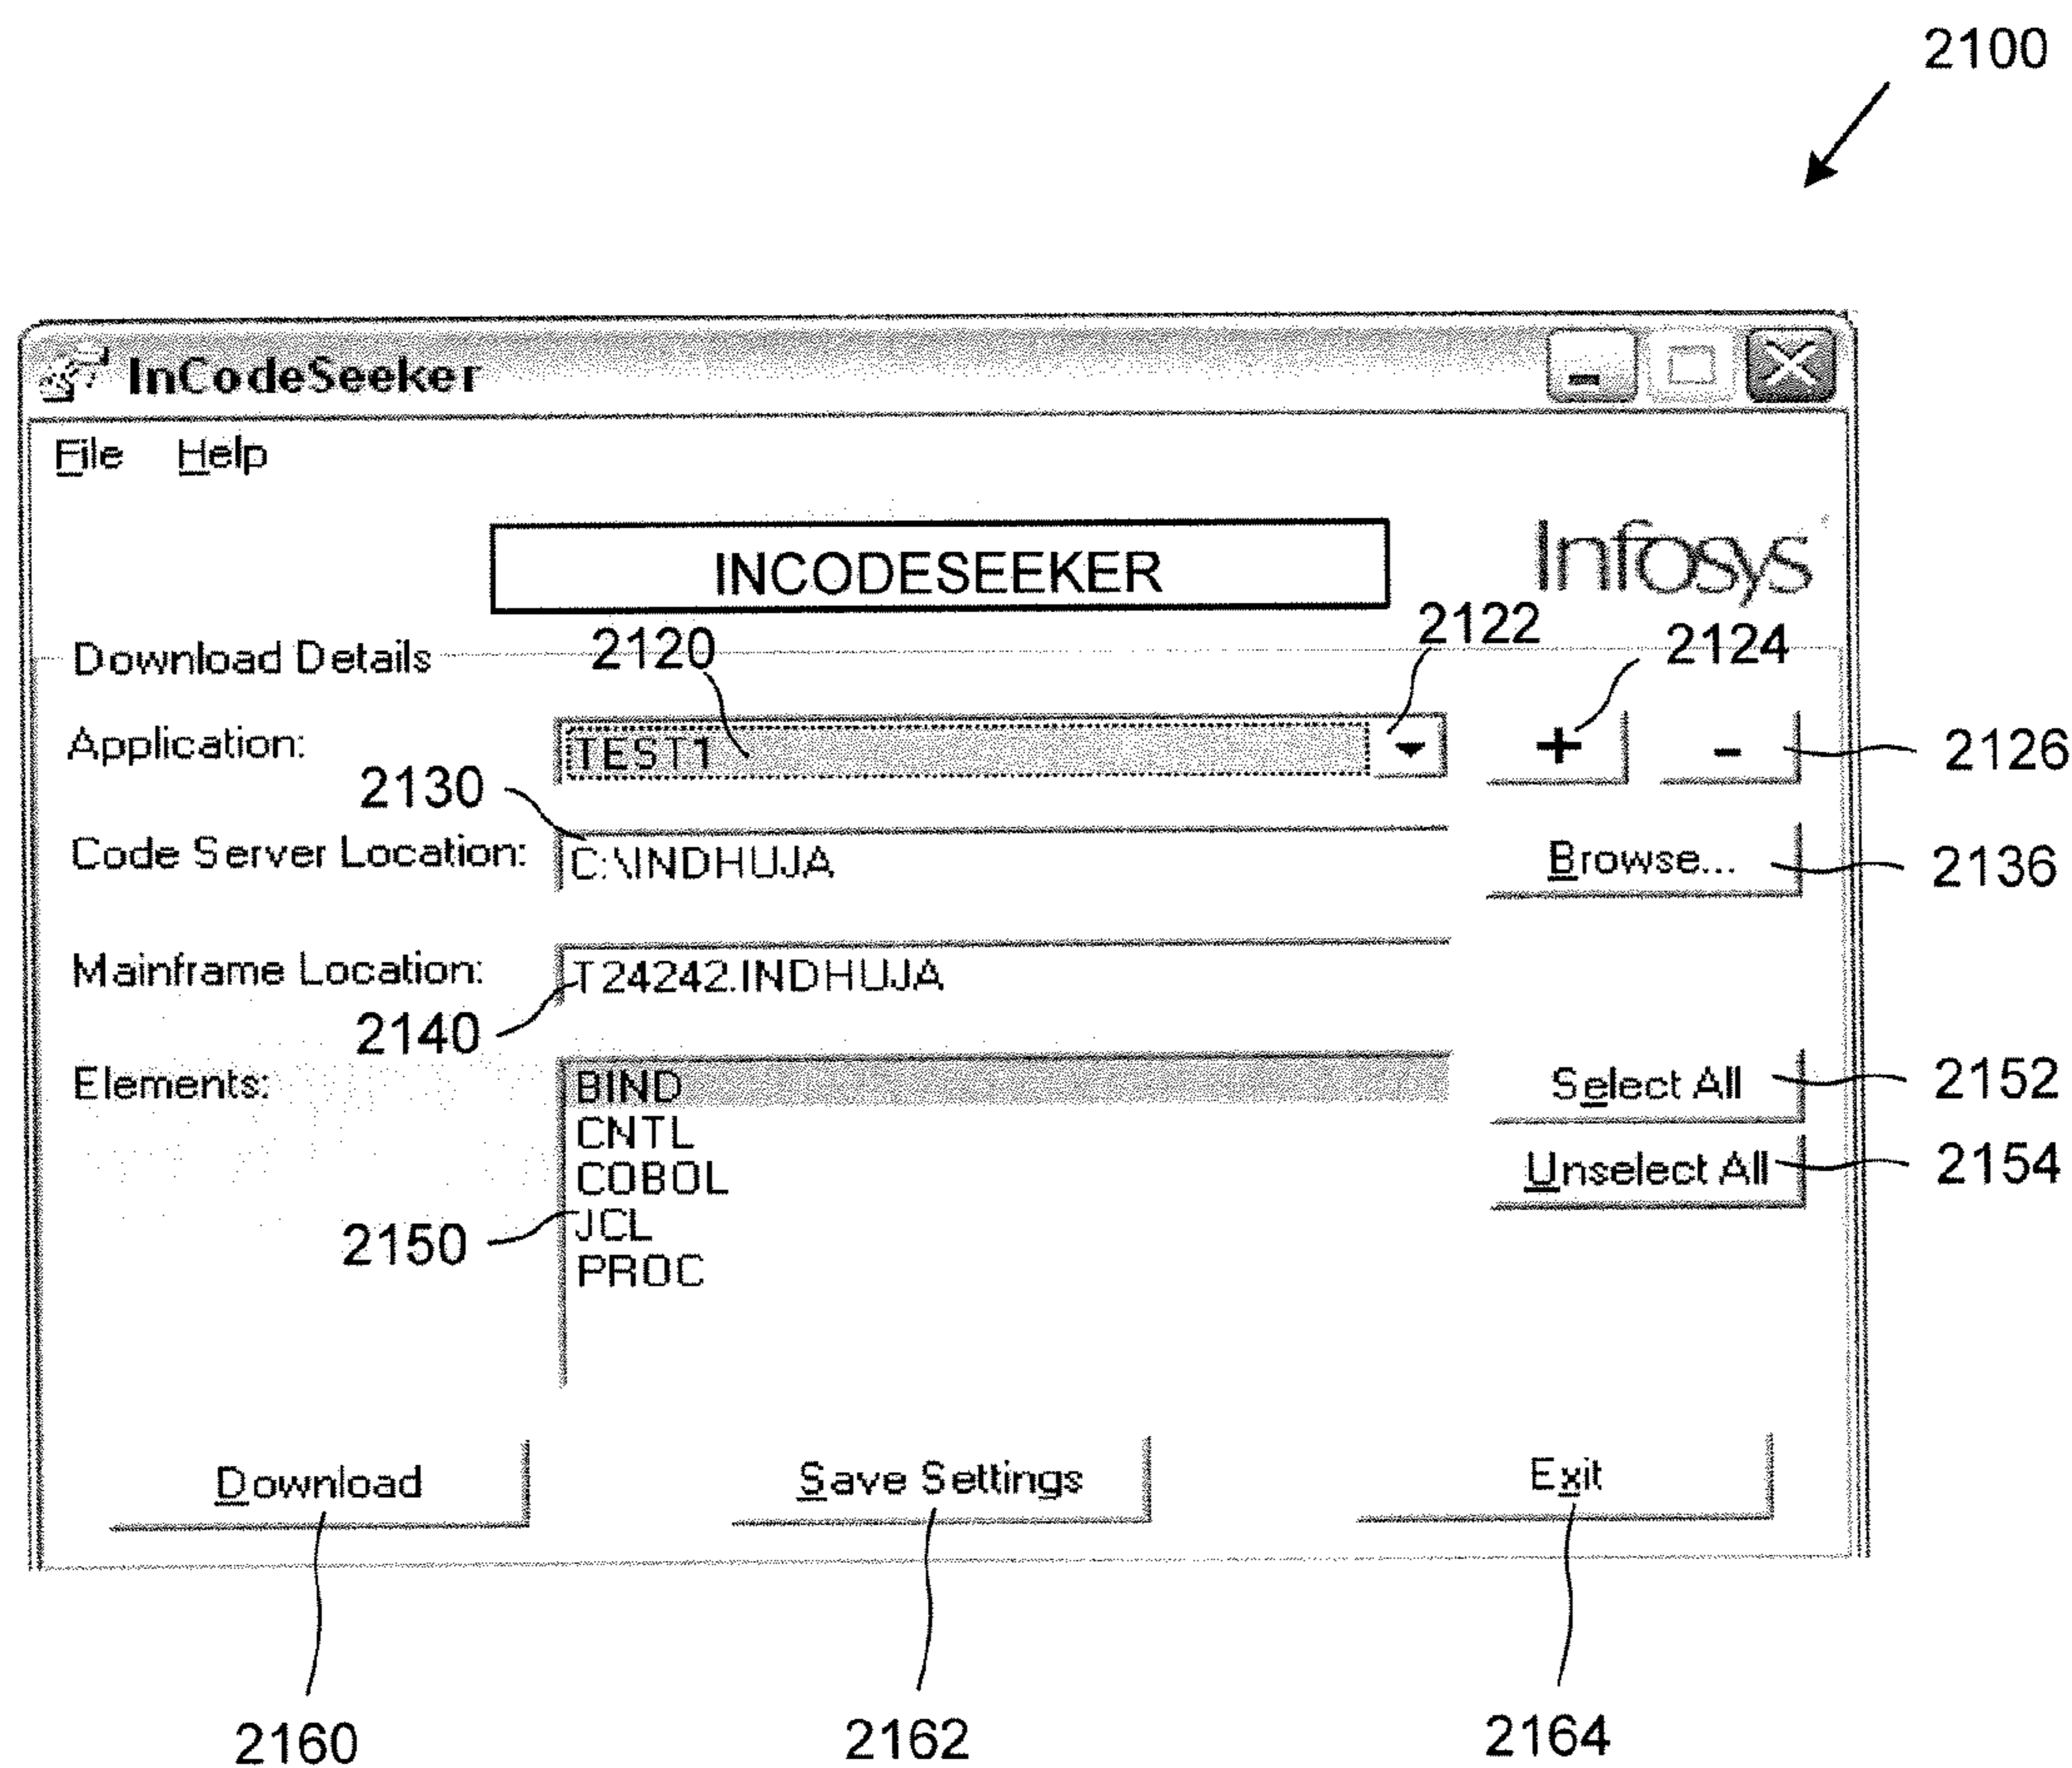 2100
InCodeSeeker
File Help
INCODESEEKER
Infosys
Download Details 2120 2122 2124
Application: TEST1 + - 2126
2130
Code Server Location: C:\INDHUJA Browse... 2136
Mainframe Location: T24242.INDHUJA
2140
Elements: BIND Select All 2152
CNTL
COBOL Unselect All 2154
2150 JCL
PROC
Download Save Settings Exit
2160 2162 2164